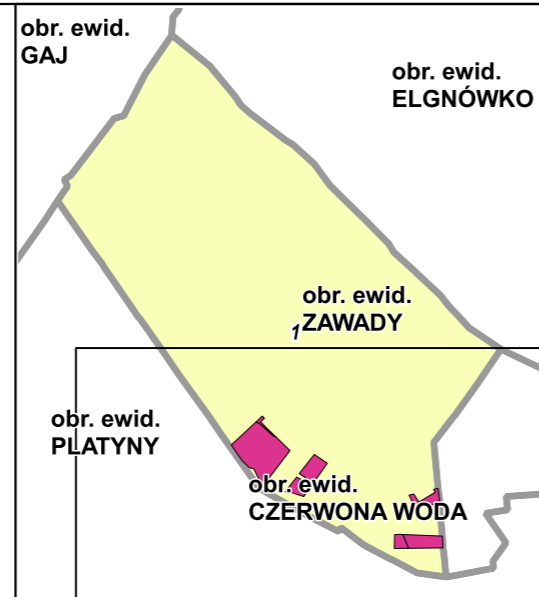 obr. ewid.
GAJ
obr. ewid.
ELGNÓWKO
obr. ewid.
1
ZAWADY
obr. ewid.
PLATYNY
obr. ewid.
CZERWONA WODA